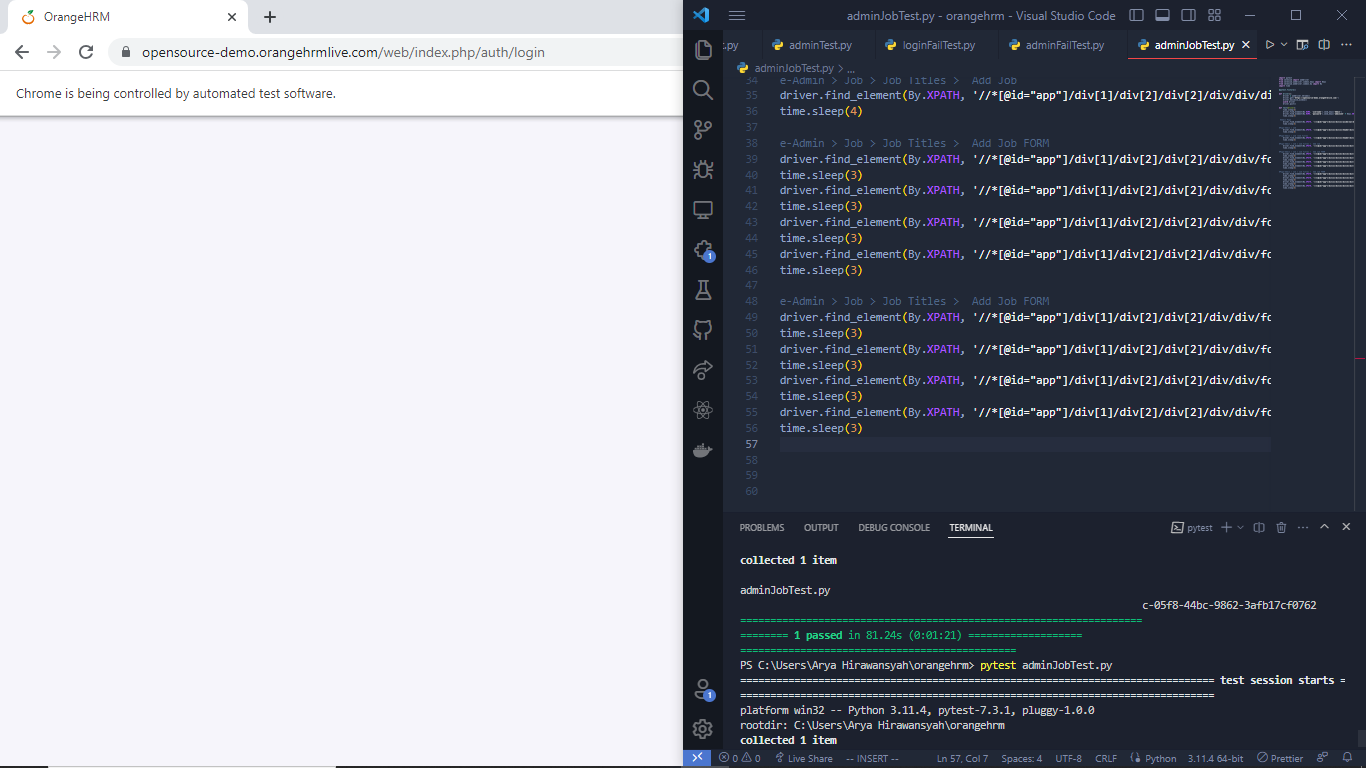 OrangeHRM
opensource-demo.orangehrmlive.com/web/index.php/auth/login
Chrome is being controlled by automated test software.
adminJobTest.py - orangehrm - Visual Studio Code
.py adminTest.py loginFailTest.py adminFailTest.py adminJobTest.py
adminJobTest.py > ...
34 e-Admin > Job > Job Titles > Add Job
35 driver.find_element(By.XPATH, '//*[@id="app"]/div[1]/div[2]/div[2]/div/div/di
36 time.sleep(4)
37
38 e-Admin > Job > Job Titles > Add Job FORM
39 driver.find_element(By.XPATH, '//*[@id="app"]/div[1]/div[2]/div[2]/div/div/fo
40 time.sleep(3)
41 driver.find_element(By.XPATH, '//*[@id="app"]/div[1]/div[2]/div[2]/div/div/fo
42 time.sleep(3)
43 driver.find_element(By.XPATH, '//*[@id="app"]/div[1]/div[2]/div[2]/div/div/fo
44 time.sleep(3)
45 driver.find_element(By.XPATH, '//*[@id="app"]/div[1]/div[2]/div[2]/div/div/fo
46 time.sleep(3)
47
48 e-Admin > Job > Job Titles > Add Job FORM
49 driver.find_element(By.XPATH, '//*[@id="app"]/div[1]/div[2]/div[2]/div/div/fo
50 time.sleep(3)
51 driver.find_element(By.XPATH, '//*[@id="app"]/div[1]/div[2]/div[2]/div/div/fo
52 time.sleep(3)
53 driver.find_element(By.XPATH, '//*[@id="app"]/div[1]/div[2]/div[2]/div/div/fo
54 time.sleep(3)
55 driver.find_element(By.XPATH, '//*[@id="app"]/div[1]/div[2]/div[2]/div/div/fo
56 time.sleep(3)
57
58
59
60
1
1
PROBLEMS OUTPUT DEBUG CONSOLE TERMINAL pytest
collected 1 item
adminJobTest.py
c-05f8-44bc-9862-3afb17cf0762
===================================================================
======== 1 passed in 81.24s (0:01:21) ===================
==============================================
PS C:\Users\Arya Hirawansyah\orangehrm> pytest adminJobTest.py
=============================================================================== test session starts =
===============================================================================
platform win32 -- Python 3.11.4, pytest-7.3.1, pluggy-1.0.0
rootdir: C:\Users\Arya Hirawansyah\orangehrm
collected 1 item
0 0 Live Share -- INSERT -- Ln 57, Col 7 Spaces: 4 UTF-8 CRLF Python 3.11.4 64-bit Prettier